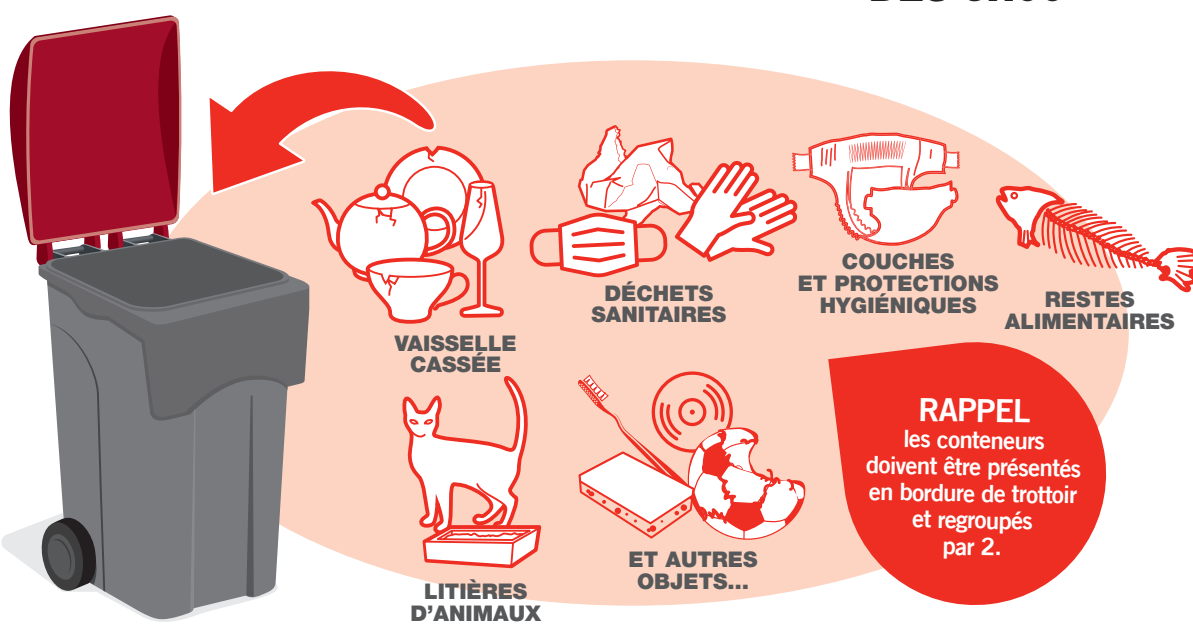 VAISSELLE
CASSÉE
DÉCHETS
SANITAIRES
COUCHES
ET PROTECTIONS
HYGIÉNIQUES
RESTES
ALIMENTAIRES
LITIÈRES
D'ANIMAUX
ET AUTRES
OBJETS...
RAPPEL
les conteneurs
doivent être présentés
en bordure de trottoir
et regroupés
par 2.